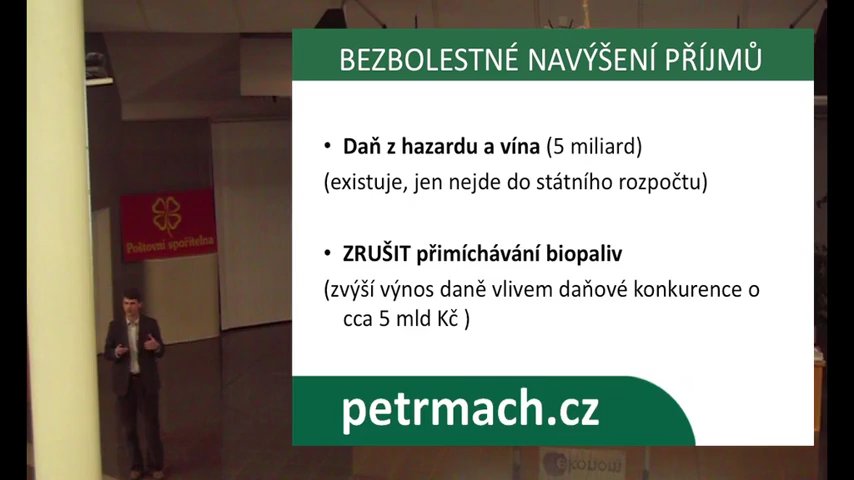 BEZBOLESTNÉ NAVÝŠENÍ PŘÍJMŮ
• Daň z hazardu a vína (5 miliard)
(existuje, jen nejde do státního rozpočtu)
• ZRUŠIT přimíchávání biopaliv
(zvýší výnos daně vlivem daňové konkurence o
cca 5 mld Kč )
petrmach.cz
Poštovní spořitelna